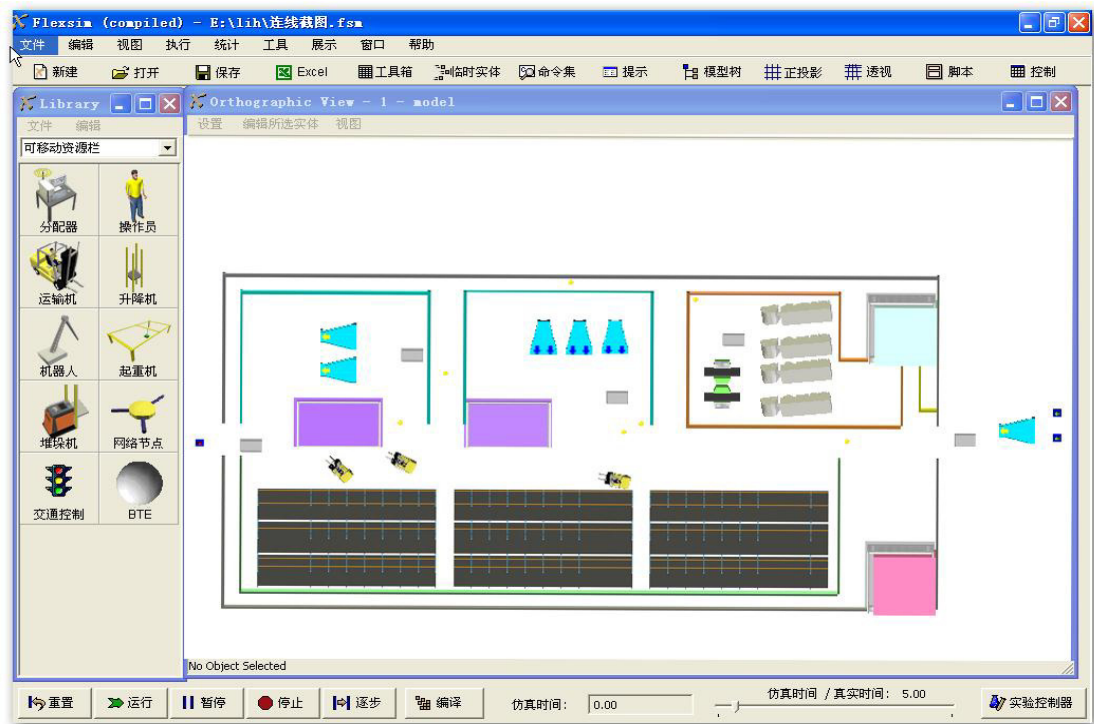 Flexsim (compiled) - E:\lih\连线截图.fsm
文件 编辑 视图 执行 统计 工具 展示 窗口 帮助
新建 打开 保存 Excel 工具箱 临时实体 命令集 提示 模型树 正投影 透视 脚本 控制
Library
文件 编辑
可移动资源栏
分配器 操作员
运输机 升降机
机器人 起重机
堆垛机 网络节点
交通控制 BTE
Orthographic View - 1 - model
设置 编辑所选实体 视图
No Object Selected
重置 运行 暂停 停止 逐步 编译 仿真时间: 0.00 仿真时间 / 真实时间: 5.00 实验控制器